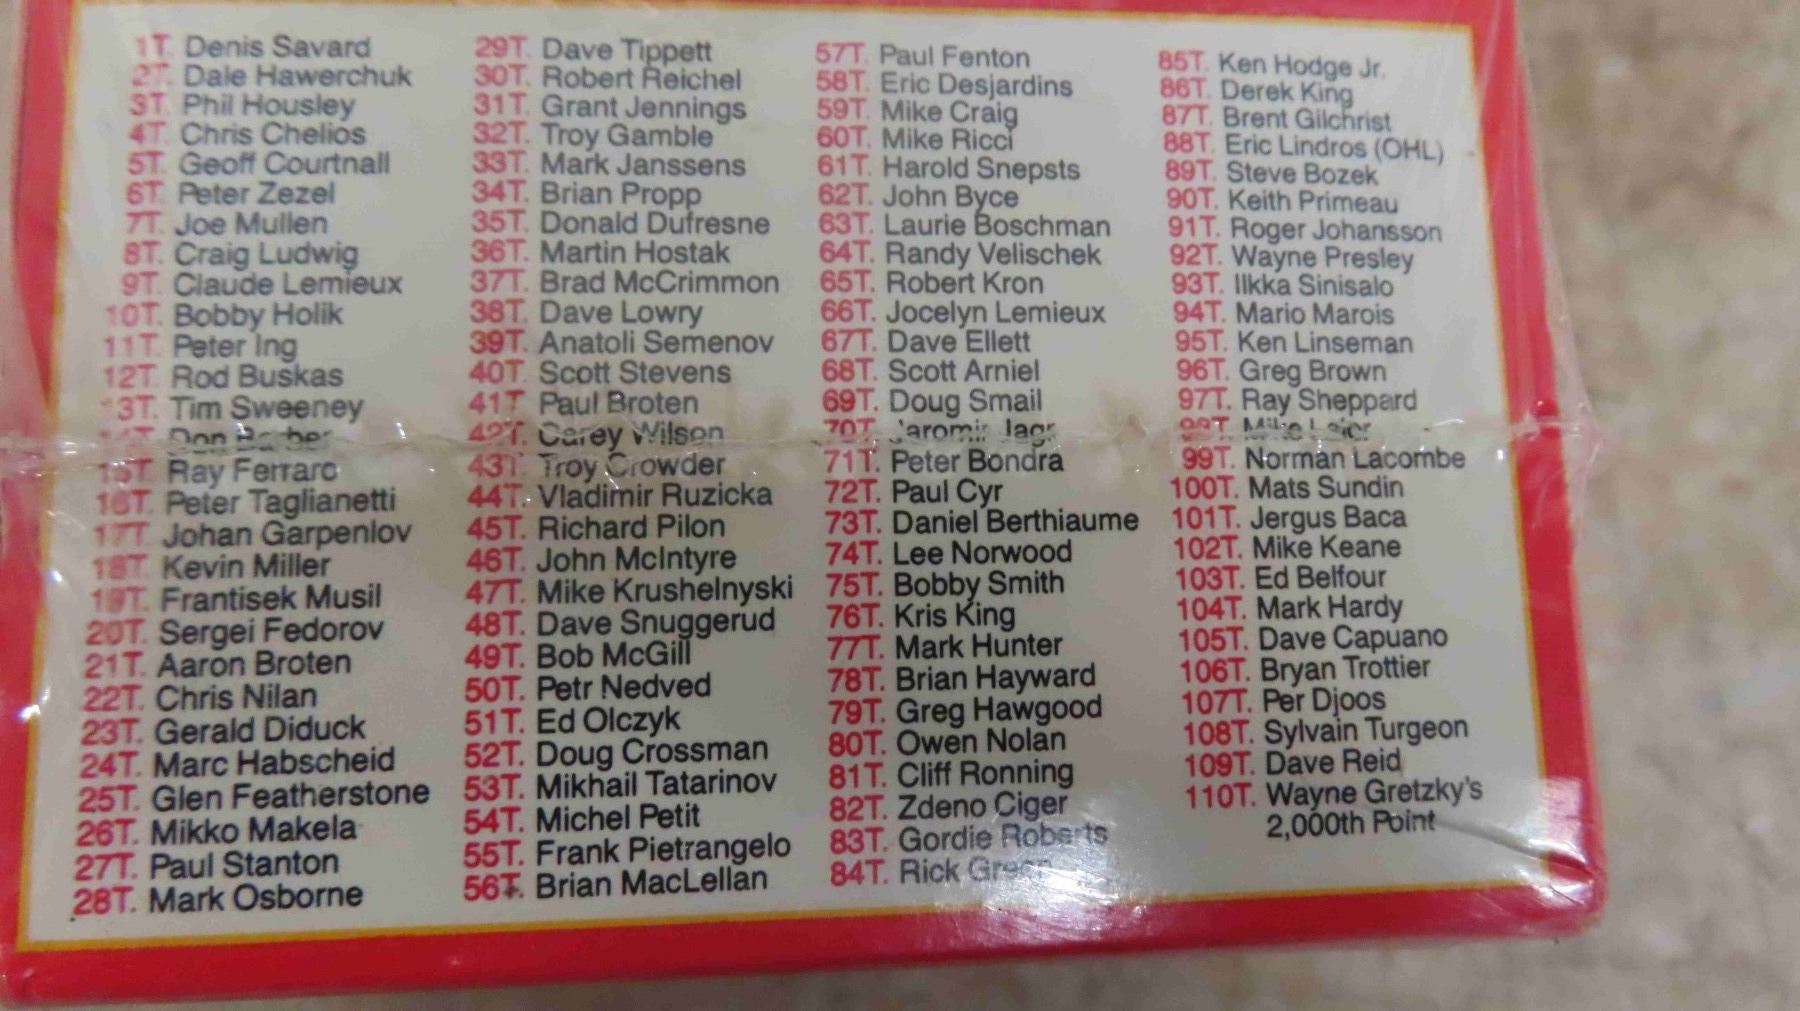 1T. Denis Savard
2T. Dale Hawerchuk
3T. Phil Housley
4T. Chris Chelios
5T. Geoff Courtnall
6T. Peter Zezel
7T. Joe Mullen
8T. Craig Ludwig
9T. Claude Lemieux
10T. Bobby Holik
11T. Peter Ing
12T. Rod Buskas
13T. Tim Sweeney
14T. Don Barber
15T. Ray Ferraro
16T. Peter Taglianetti
17T. Johan Garpenlov
18T. Kevin Miller
19T. Frantisek Musil
20T. Sergei Fedorov
21T. Aaron Broten
22T. Chris Nilan
23T. Gerald Diduck
24T. Marc Habscheid
25T. Glen Featherstone
26T. Mikko Makela
27T. Paul Stanton
28T. Mark Osborne
29T. Dave Tippett
30T. Robert Reichel
31T. Grant Jennings
32T. Troy Gamble
33T. Mark Janssens
34T. Brian Propp
35T. Donald Dufresne
36T. Martin Hostak
37T. Brad McCrimmon
38T. Dave Lowry
39T. Anatoli Semenov
40T. Scott Stevens
41T. Paul Broten
42T. Carey Wilson
43T. Troy Crowder
44T. Vladimir Ruzicka
45T. Richard Pilon
46T. John McIntyre
47T. Mike Krushelnyski
48T. Dave Snuggerud
49T. Bob McGill
50T. Petr Nedved
51T. Ed Olczyk
52T. Doug Crossman
53T. Mikhail Tatarinov
54T. Michel Petit
55T. Frank Pietrangelo
56T. Brian MacLellan
57T. Paul Fenton
58T. Eric Desjardins
59T. Mike Craig
60T. Mike Ricci
61T. Harold Snepsts
62T. John Byce
63T. Laurie Boschman
64T. Randy Velischek
65T. Robert Kron
66T. Jocelyn Lemieux
67T. Dave Ellett
68T. Scott Arniel
69T. Doug Smail
70T. Jaromir Jagr
71T. Peter Bondra
72T. Paul Cyr
73T. Daniel Berthiaume
74T. Lee Norwood
75T. Bobby Smith
76T. Kris King
77T. Mark Hunter
78T. Brian Hayward
79T. Greg Hawgood
80T. Owen Nolan
81T. Cliff Ronning
82T. Zdeno Ciger
83T. Gordie Roberts
84T. Rick Green
85T. Ken Hodge Jr.
86T. Derek King
87T. Brent Gilchrist
88T. Eric Lindros (OHL)
89T. Steve Bozek
90T. Keith Primeau
91T. Roger Johansson
92T. Wayne Presley
93T. Ilkka Sinisalo
94T. Mario Marois
95T. Ken Linseman
96T. Greg Brown
97T. Ray Sheppard
98T. Mike Lalor
99T. Norman Lacombe
100T. Mats Sundin
101T. Jergus Baca
102T. Mike Keane
103T. Ed Belfour
104T. Mark Hardy
105T. Dave Capuano
106T. Bryan Trottier
107T. Per Djoos
108T. Sylvain Turgeon
109T. Dave Reid
110T. Wayne Gretzky's
2,000th Point